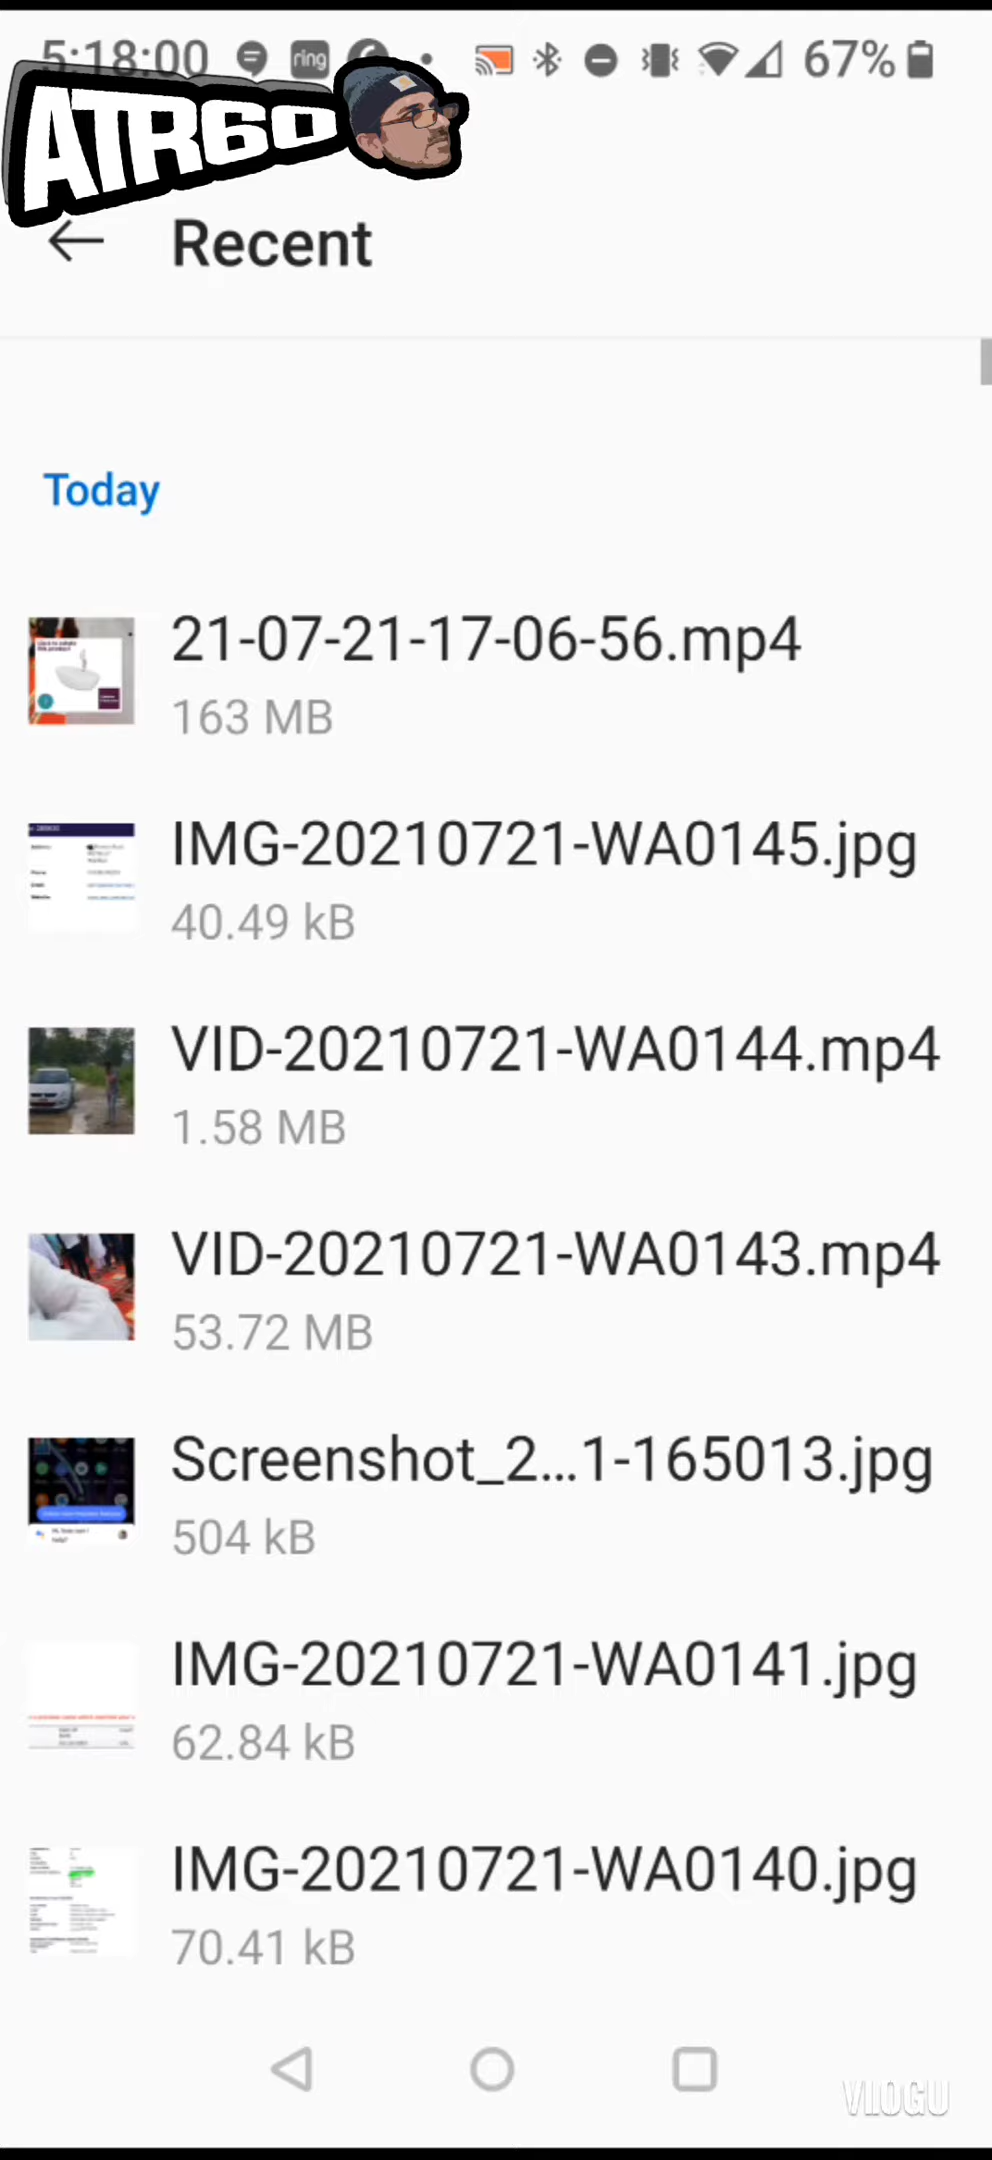 5:18:00 ring 67%
ATR60
Recent
Today
21-07-21-17-06-56.mp4
163 MB
IMG-20210721-WA0145.jpg
40.49 kB
VID-20210721-WA0144.mp4
1.58 MB
VID-20210721-WA0143.mp4
53.72 MB
Screenshot_2...1-165013.jpg
504 kB
IMG-20210721-WA0141.jpg
62.84 kB
IMG-20210721-WA0140.jpg
70.41 kB
VLOGU